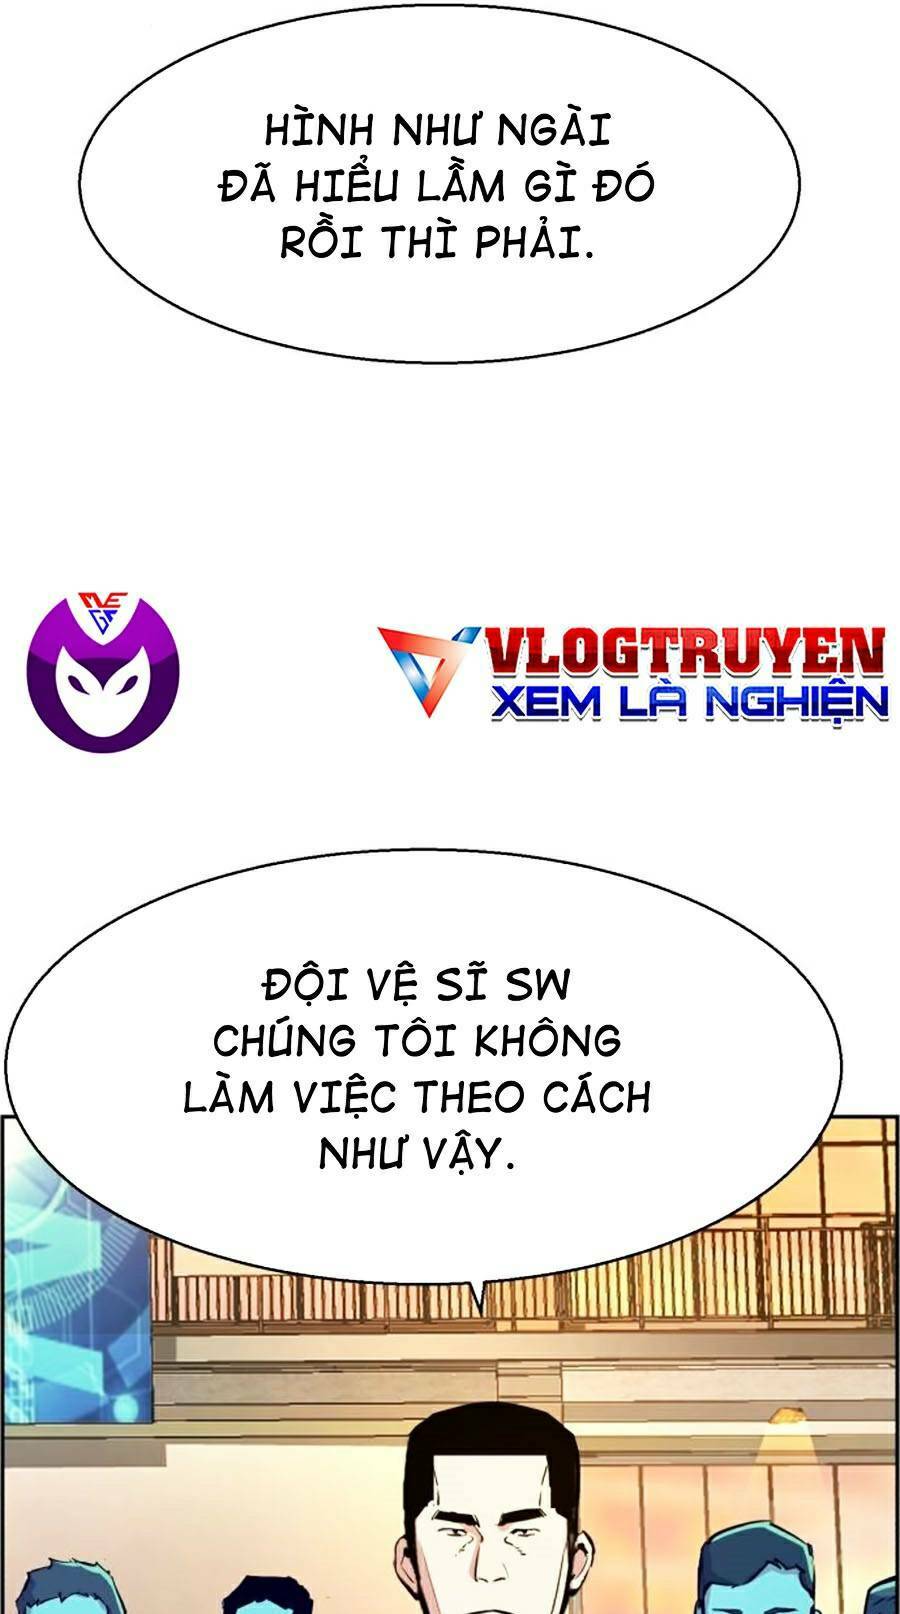 HÌNH NHƯ NGÀI
ĐÃ HIỂU LẦM GÌ ĐÓ
RỒI THÌ PHẢI.
MEGG
VLOGTRUYEN
XEM LÀ NGHIỆN
ĐỘI VỆ SĨ SW
CHÚNG TÔI KHÔNG
LÀM VIỆC THEO CÁCH
NHƯ VẬY.